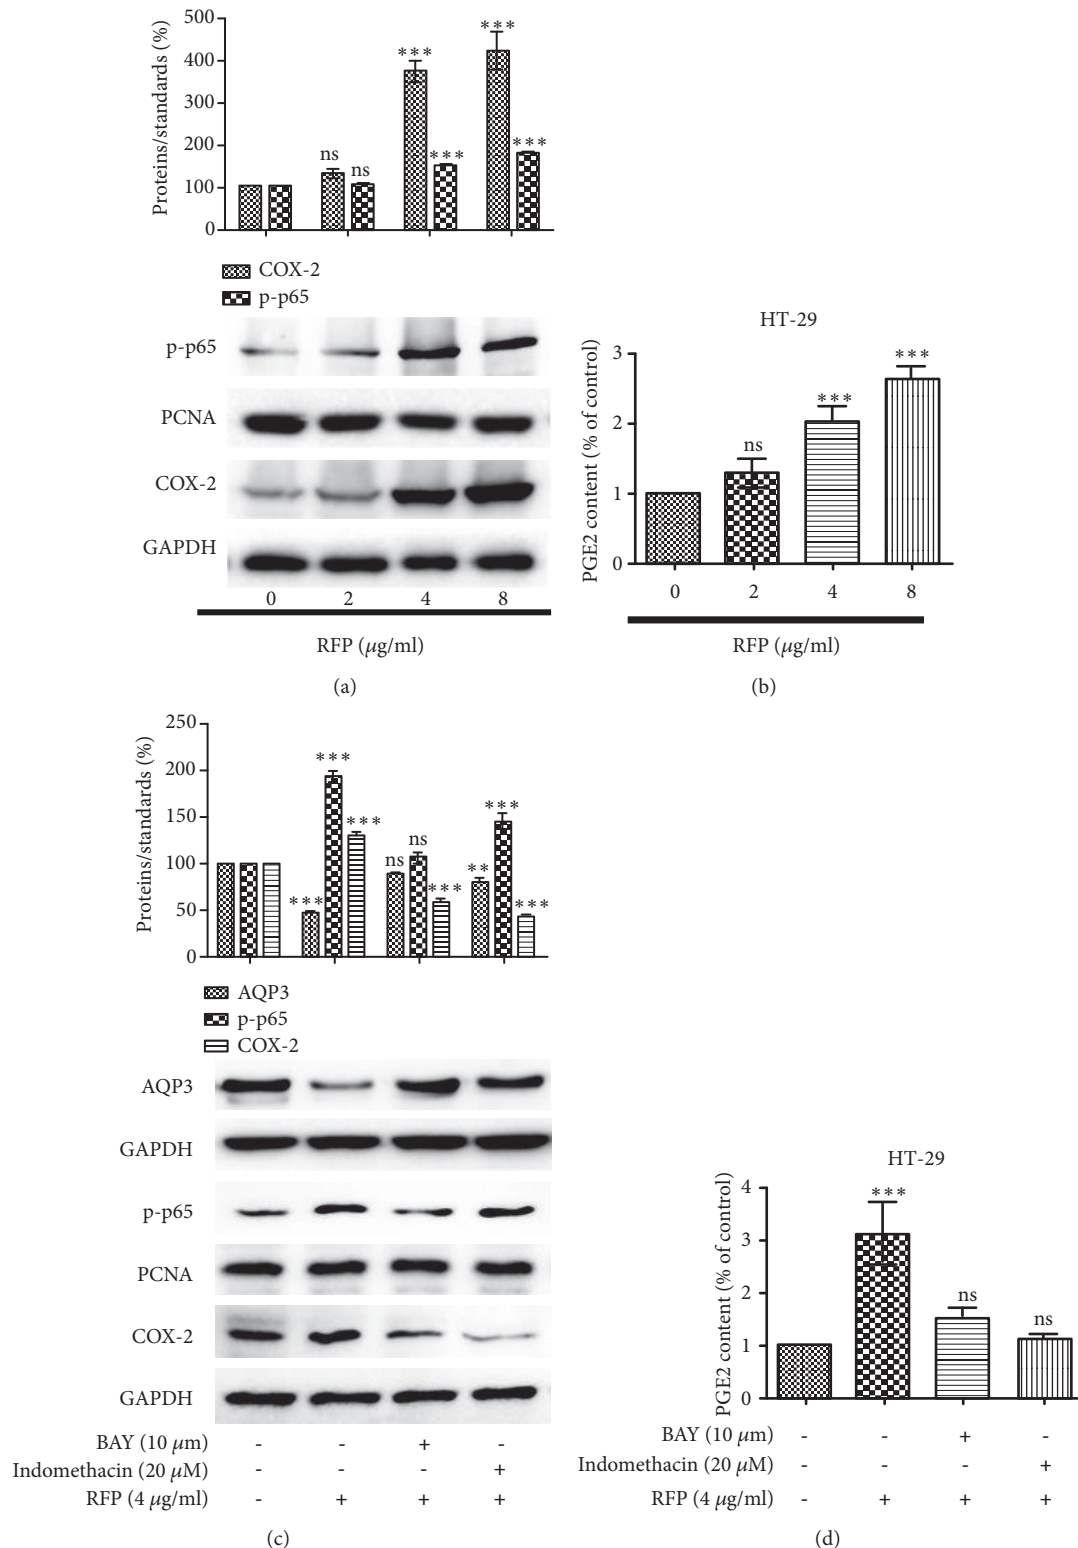 500
400
300
200
100
0
Proteins/standards (%)
ns
ns
***
***
***
***
COX-2
p-p65
p-p65
PCNA
COX-2
GAPDH
0 2 4 8
RFP (μg/ml)
(a)
HT-29
3
2
1
0
PGE2 content (% of control)
ns
***
***
0 2 4 8
RFP (μg/ml)
(b)
250
200
150
100
50
0
Proteins/standards (%)
***
***
***
ns
ns
***
**
***
***
AQP3
p-p65
COX-2
AQP3
GAPDH
p-p65
PCNA
COX-2
GAPDH
BAY (10 μm) - - + -
Indomethacin (20 μM) - - - +
RFP (4 μg/ml) - + + +
(c)
HT-29
4
3
2
1
0
PGE2 content (% of control)
***
ns
ns
BAY (10 μm) - - + -
Indomethacin (20 μM) - - - +
RFP (4 μg/ml) - + + +
(d)